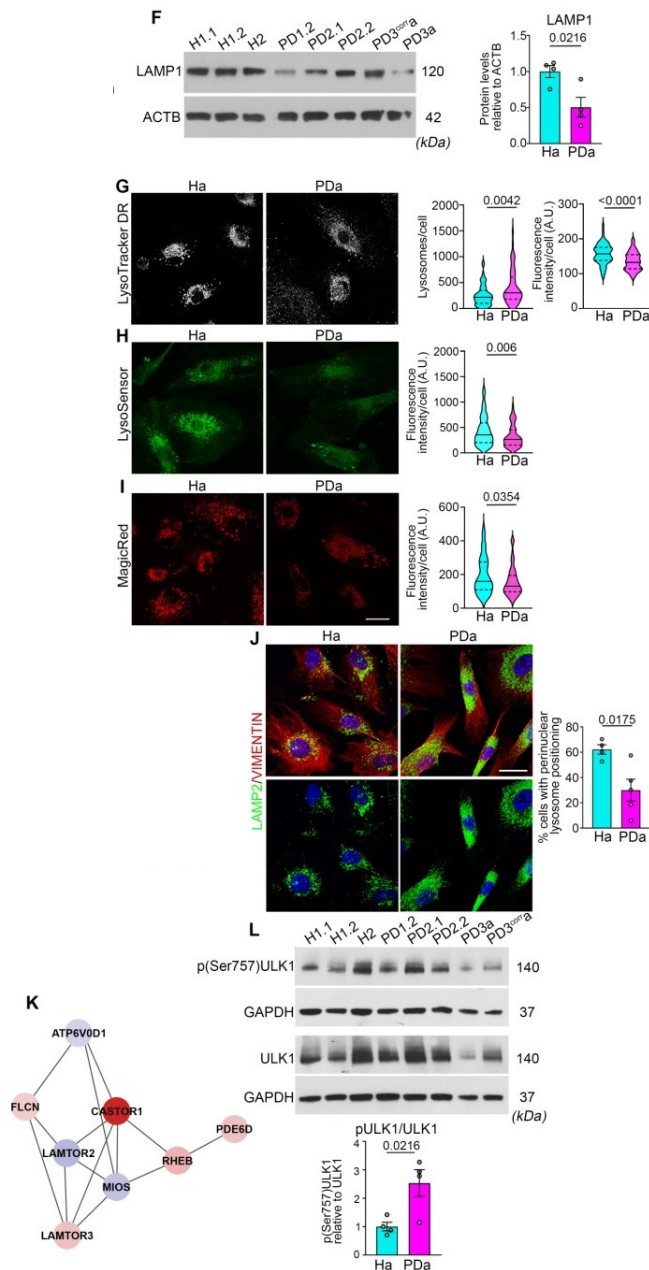 F
H1.1 H1.2 H2 PD1.2 PD2.1 PD2.2 PD3corra PD3a
LAMP1 120
ACTB 42
(kDa)
LAMP1
0.0216
Protein levels
relative to ACTB
1.5
1.0
0.5
0.0
Ha PDa
G
Ha PDa
LysoTracker DR
0.0042
Lysosomes/cell
2000
1500
1000
500
0
Ha PDa
<0.0001
Fluorescence
intensity/cell (A.U.)
300
200
100
0
Ha PDa
H
Ha PDa
LysoSensor
0.006
Fluorescence
intensity/cell (A.U.)
2000
1500
1000
500
0
Ha PDa
I
Ha PDa
MagicRed
0.0354
Fluorescence
intensity/cell (A.U.)
600
400
200
0
Ha PDa
J
Ha PDa
LAMP2/VIMENTIN
0.0175
% cells with perinuclear
lysosome positioning
80
60
40
20
0
Ha PDa
K
ATP6V0D1
FLCN
CASTOR1
PDE6D
LAMTOR2
RHEB
MIOS
LAMTOR3
L
H1.1 H1.2 H2 PD1.2 PD2.1 PD2.2 PD3a PD3corra
p(Ser757)ULK1 140
GAPDH 37
ULK1 140
GAPDH 37
(kDa)
pULK1/ULK1
0.0216
p(Ser757)ULK1
relative to ULK1
4
3
2
1
0
Ha PDa